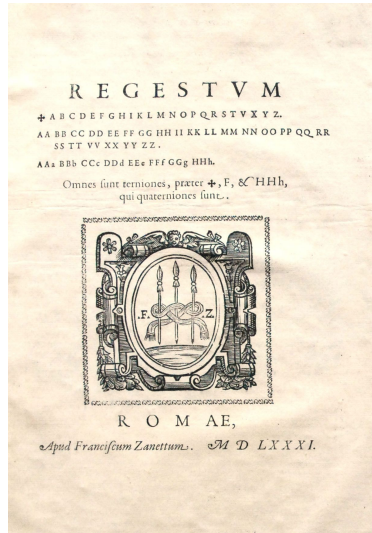 REGESTVM
✠ A B C D E F G H I K L M N O P Q R S T V X Y Z.
AA BB CC DD EE FF GG HH II KK LL MM NN OO PP QQ RR
SS TT VV XX YY ZZ.
AAa BBb CCc DDd EEe FFf GGg HHh.
Omnes ſunt terniones, præter ✠, F, & HHh,
qui quaterniones ſunt.
.F. .Z.
ROMAE,
Apud Franciſcum Zanettum. M D LXXXI.